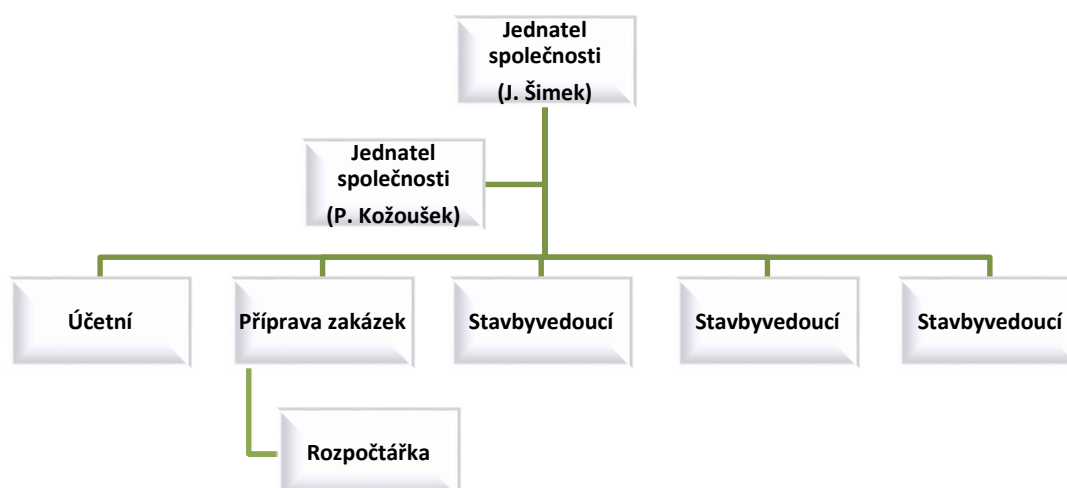 Jednatel
společnosti
(J. Šimek)
Jednatel
společnosti
(P. Kožoušek)
Účetní
Příprava zakázek
Stavbyvedoucí
Stavbyvedoucí
Stavbyvedoucí
Rozpočtářka